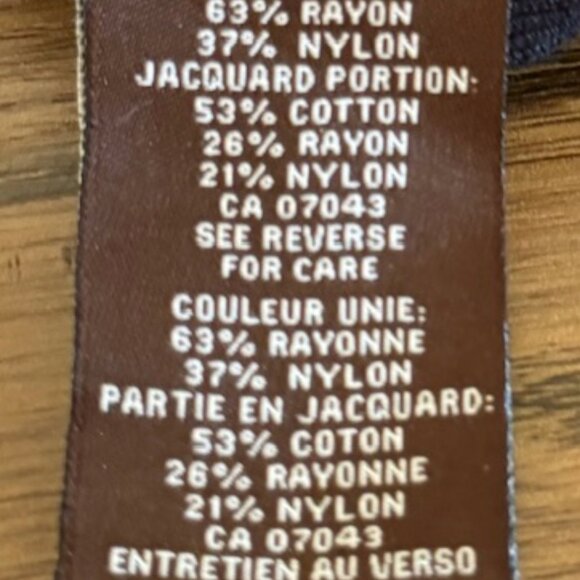 63% RAYON
37% NYLON
JACQUARD PORTION:
53% COTTON
26% RAYON
21% NYLON
CA 07043
SEE REVERSE
FOR CARE
COULEUR UNIE:
63% RAYONNE
37% NYLON
PARTIE EN JACQUARD:
53% COTON
26% RAYONNE
21% NYLON
CA 07043
ENTRETIEN AU VERSO